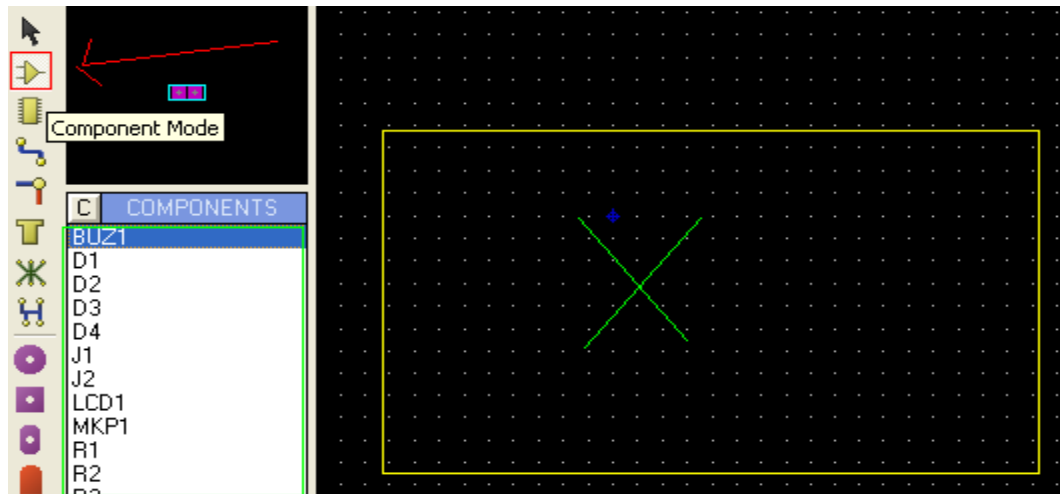 Component Mode
C COMPONENTS
BUZ1
D1
D2
D3
D4
J1
J2
LCD1
MKP1
R1
R2